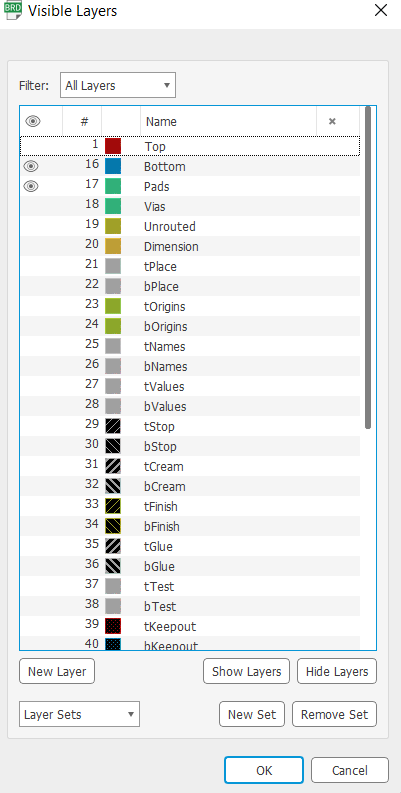 BRD Visible Layers
Filter: All Layers
# Name
1 Top
16 Bottom
17 Pads
18 Vias
19 Unrouted
20 Dimension
21 tPlace
22 bPlace
23 tOrigins
24 bOrigins
25 tNames
26 bNames
27 tValues
28 bValues
29 tStop
30 bStop
31 tCream
32 bCream
33 tFinish
34 bFinish
35 tGlue
36 bGlue
37 tTest
38 bTest
39 tKeepout
40 bKeepout
New Layer Show Layers Hide Layers
Layer Sets New Set Remove Set
OK Cancel